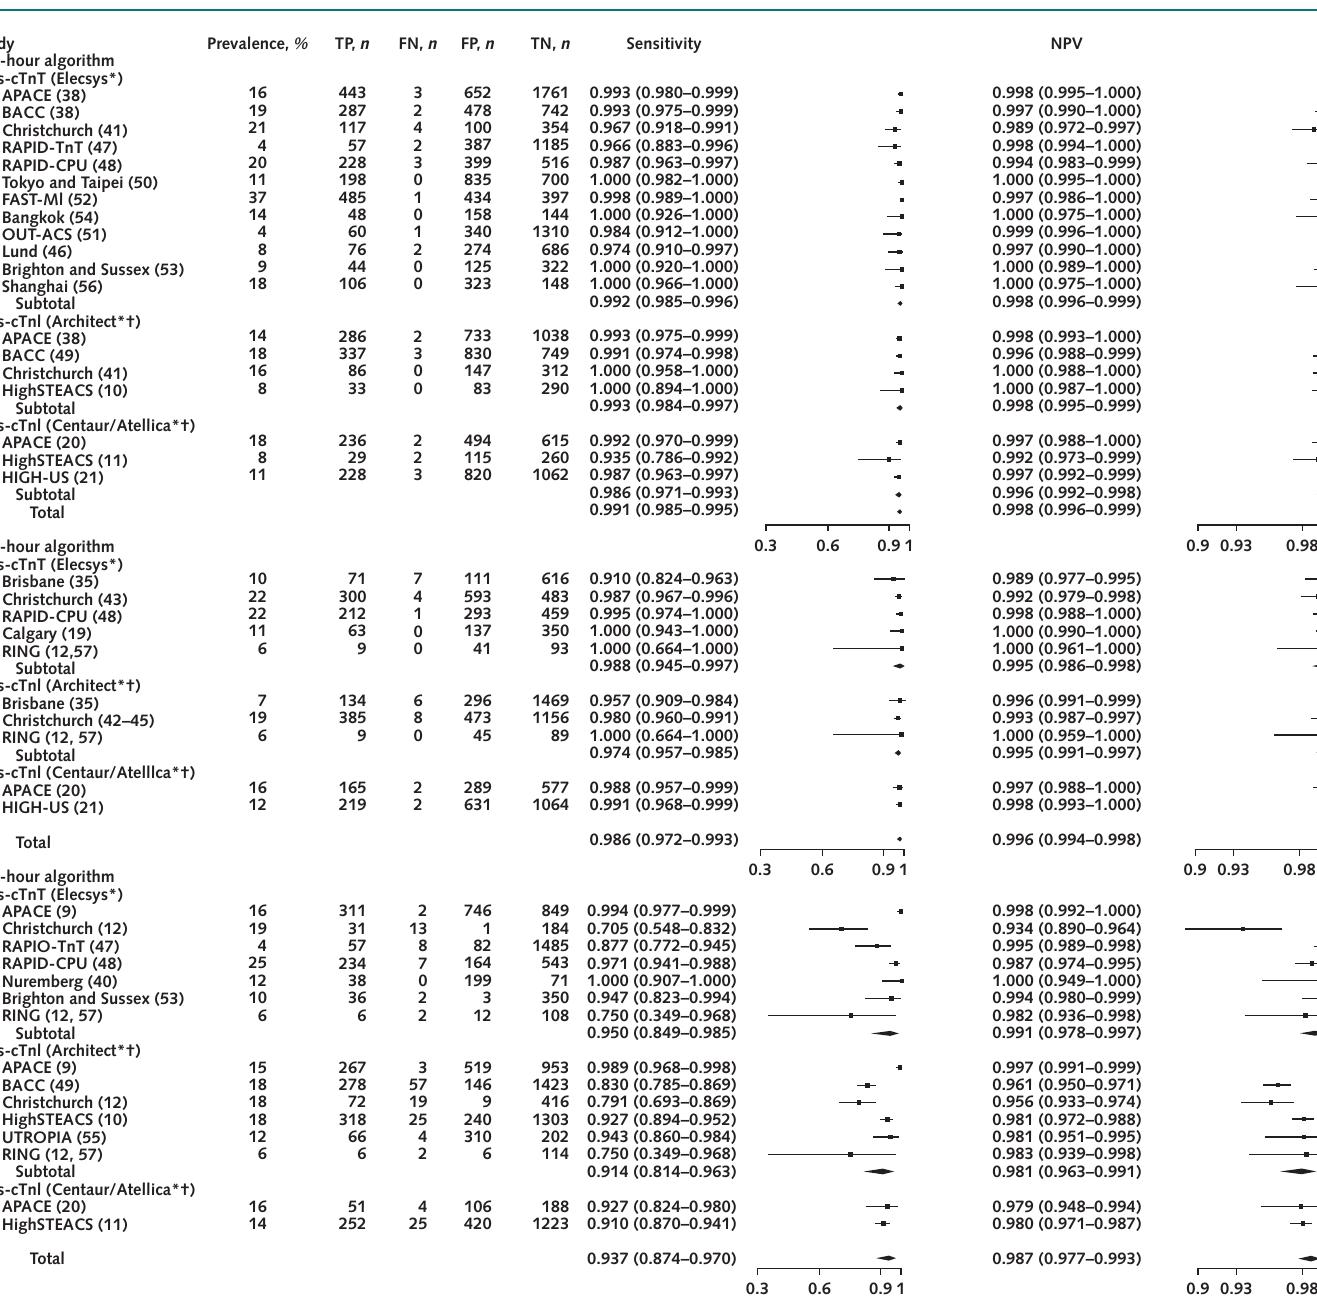 dy Prevalence, % TP, n FN, n FP, n TN, n Sensitivity NPV
-hour algorithm
s-cTnT (Elecsys*)
APACE (38) 16 443 3 652 1761 0.993 (0.980–0.999) 0.998 (0.995–1.000)
BACC (38) 19 287 2 478 742 0.993 (0.975–0.999) 0.997 (0.990–1.000)
Christchurch (41) 21 117 4 100 354 0.967 (0.918–0.991) 0.989 (0.972–0.997)
RAPID-TnT (47) 4 57 2 387 1185 0.966 (0.883–0.996) 0.998 (0.994–1.000)
RAPID-CPU (48) 20 228 3 399 516 0.987 (0.963–0.997) 0.994 (0.983–0.999)
Tokyo and Taipei (50) 11 198 0 835 700 1.000 (0.982–1.000) 1.000 (0.995–1.000)
FAST-MI (52) 37 485 1 434 397 0.998 (0.989–1.000) 0.997 (0.986–1.000)
Bangkok (54) 14 48 0 158 144 1.000 (0.926–1.000) 1.000 (0.975–1.000)
OUT-ACS (51) 4 60 1 340 1310 0.984 (0.912–1.000) 0.999 (0.996–1.000)
Lund (46) 8 76 2 274 686 0.974 (0.910–0.997) 0.997 (0.990–1.000)
Brighton and Sussex (53) 9 44 0 125 322 1.000 (0.920–1.000) 1.000 (0.989–1.000)
Shanghai (56) 18 106 0 323 148 1.000 (0.966–1.000) 1.000 (0.975–1.000)
Subtotal 0.992 (0.985–0.996) 0.998 (0.996–0.999)
s-cTnI (Architect*†)
APACE (38) 14 286 2 733 1038 0.993 (0.975–0.999) 0.998 (0.993–1.000)
BACC (49) 18 337 3 830 749 0.991 (0.974–0.998) 0.996 (0.988–0.999)
Christchurch (41) 16 86 0 147 312 1.000 (0.958–1.000) 1.000 (0.988–1.000)
HighSTEACS (10) 8 33 0 83 290 1.000 (0.894–1.000) 1.000 (0.987–1.000)
Subtotal 0.993 (0.984–0.997) 0.998 (0.995–0.999)
s-cTnI (Centaur/Atellica*†)
APACE (20) 18 236 2 494 615 0.992 (0.970–0.999) 0.997 (0.988–1.000)
HighSTEACS (11) 8 29 2 115 260 0.935 (0.786–0.992) 0.992 (0.973–0.999)
HIGH-US (21) 11 228 3 820 1062 0.987 (0.963–0.997) 0.997 (0.992–0.999)
Subtotal 0.986 (0.971–0.993) 0.996 (0.992–0.998)
Total 0.991 (0.985–0.995) 0.998 (0.996–0.999)
0.3 0.6 0.9 1 0.9 0.93 0.98
-hour algorithm
s-cTnT (Elecsys*)
Brisbane (35) 10 71 7 111 616 0.910 (0.824–0.963) 0.989 (0.977–0.995)
Christchurch (43) 22 300 4 593 483 0.987 (0.967–0.996) 0.992 (0.979–0.998)
RAPID-CPU (48) 22 212 1 293 459 0.995 (0.974–1.000) 0.998 (0.988–1.000)
Calgary (19) 11 63 0 137 350 1.000 (0.943–1.000) 1.000 (0.990–1.000)
RING (12,57) 6 9 0 41 93 1.000 (0.664–1.000) 1.000 (0.961–1.000)
Subtotal 0.988 (0.945–0.997) 0.995 (0.986–0.998)
s-cTnI (Architect*†)
Brisbane (35) 7 134 6 296 1469 0.957 (0.909–0.984) 0.996 (0.991–0.999)
Christchurch (42–45) 19 385 8 473 1156 0.980 (0.960–0.991) 0.993 (0.987–0.997)
RING (12, 57) 6 9 0 45 89 1.000 (0.664–1.000) 1.000 (0.959–1.000)
Subtotal 0.974 (0.957–0.985) 0.995 (0.991–0.997)
s-cTnI (Centaur/Atelllca*†)
APACE (20) 16 165 2 289 577 0.988 (0.957–0.999) 0.997 (0.988–1.000)
HIGH-US (21) 12 219 2 631 1064 0.991 (0.968–0.999) 0.998 (0.993–1.000)
Total 0.986 (0.972–0.993) 0.996 (0.994–0.998)
0.3 0.6 0.9 1 0.9 0.93 0.98
-hour algorithm
s-cTnT (Elecsys*)
APACE (9) 16 311 2 746 849 0.994 (0.977–0.999) 0.998 (0.992–1.000)
Christchurch (12) 19 31 13 1 184 0.705 (0.548–0.832) 0.934 (0.890–0.964)
RAPIO-TnT (47) 4 57 8 82 1485 0.877 (0.772–0.945) 0.995 (0.989–0.998)
RAPID-CPU (48) 25 234 7 164 543 0.971 (0.941–0.988) 0.987 (0.974–0.995)
Nuremberg (40) 12 38 0 199 71 1.000 (0.907–1.000) 1.000 (0.949–1.000)
Brighton and Sussex (53) 10 36 2 3 350 0.947 (0.823–0.994) 0.994 (0.980–0.999)
RING (12, 57) 6 6 2 12 108 0.750 (0.349–0.968) 0.982 (0.936–0.998)
Subtotal 0.950 (0.849–0.985) 0.991 (0.978–0.997)
s-cTnI (Architect*†)
APACE (9) 15 267 3 519 953 0.989 (0.968–0.998) 0.997 (0.991–0.999)
BACC (49) 18 278 57 146 1423 0.830 (0.785–0.869) 0.961 (0.950–0.971)
Christchurch (12) 18 72 19 9 416 0.791 (0.693–0.869) 0.956 (0.933–0.974)
HighSTEACS (10) 18 318 25 240 1303 0.927 (0.894–0.952) 0.981 (0.972–0.988)
UTROPIA (55) 12 66 4 310 202 0.943 (0.860–0.984) 0.981 (0.951–0.995)
RING (12, 57) 6 6 2 6 114 0.750 (0.349–0.968) 0.983 (0.939–0.998)
Subtotal 0.914 (0.814–0.963) 0.981 (0.963–0.991)
s-cTnI (Centaur/Atellica*†)
APACE (20) 16 51 4 106 188 0.927 (0.824–0.980) 0.979 (0.948–0.994)
HighSTEACS (11) 14 252 25 420 1223 0.910 (0.870–0.941) 0.980 (0.971–0.987)
Total 0.937 (0.874–0.970) 0.987 (0.977–0.993)
0.3 0.6 0.9 1 0.9 0.93 0.98